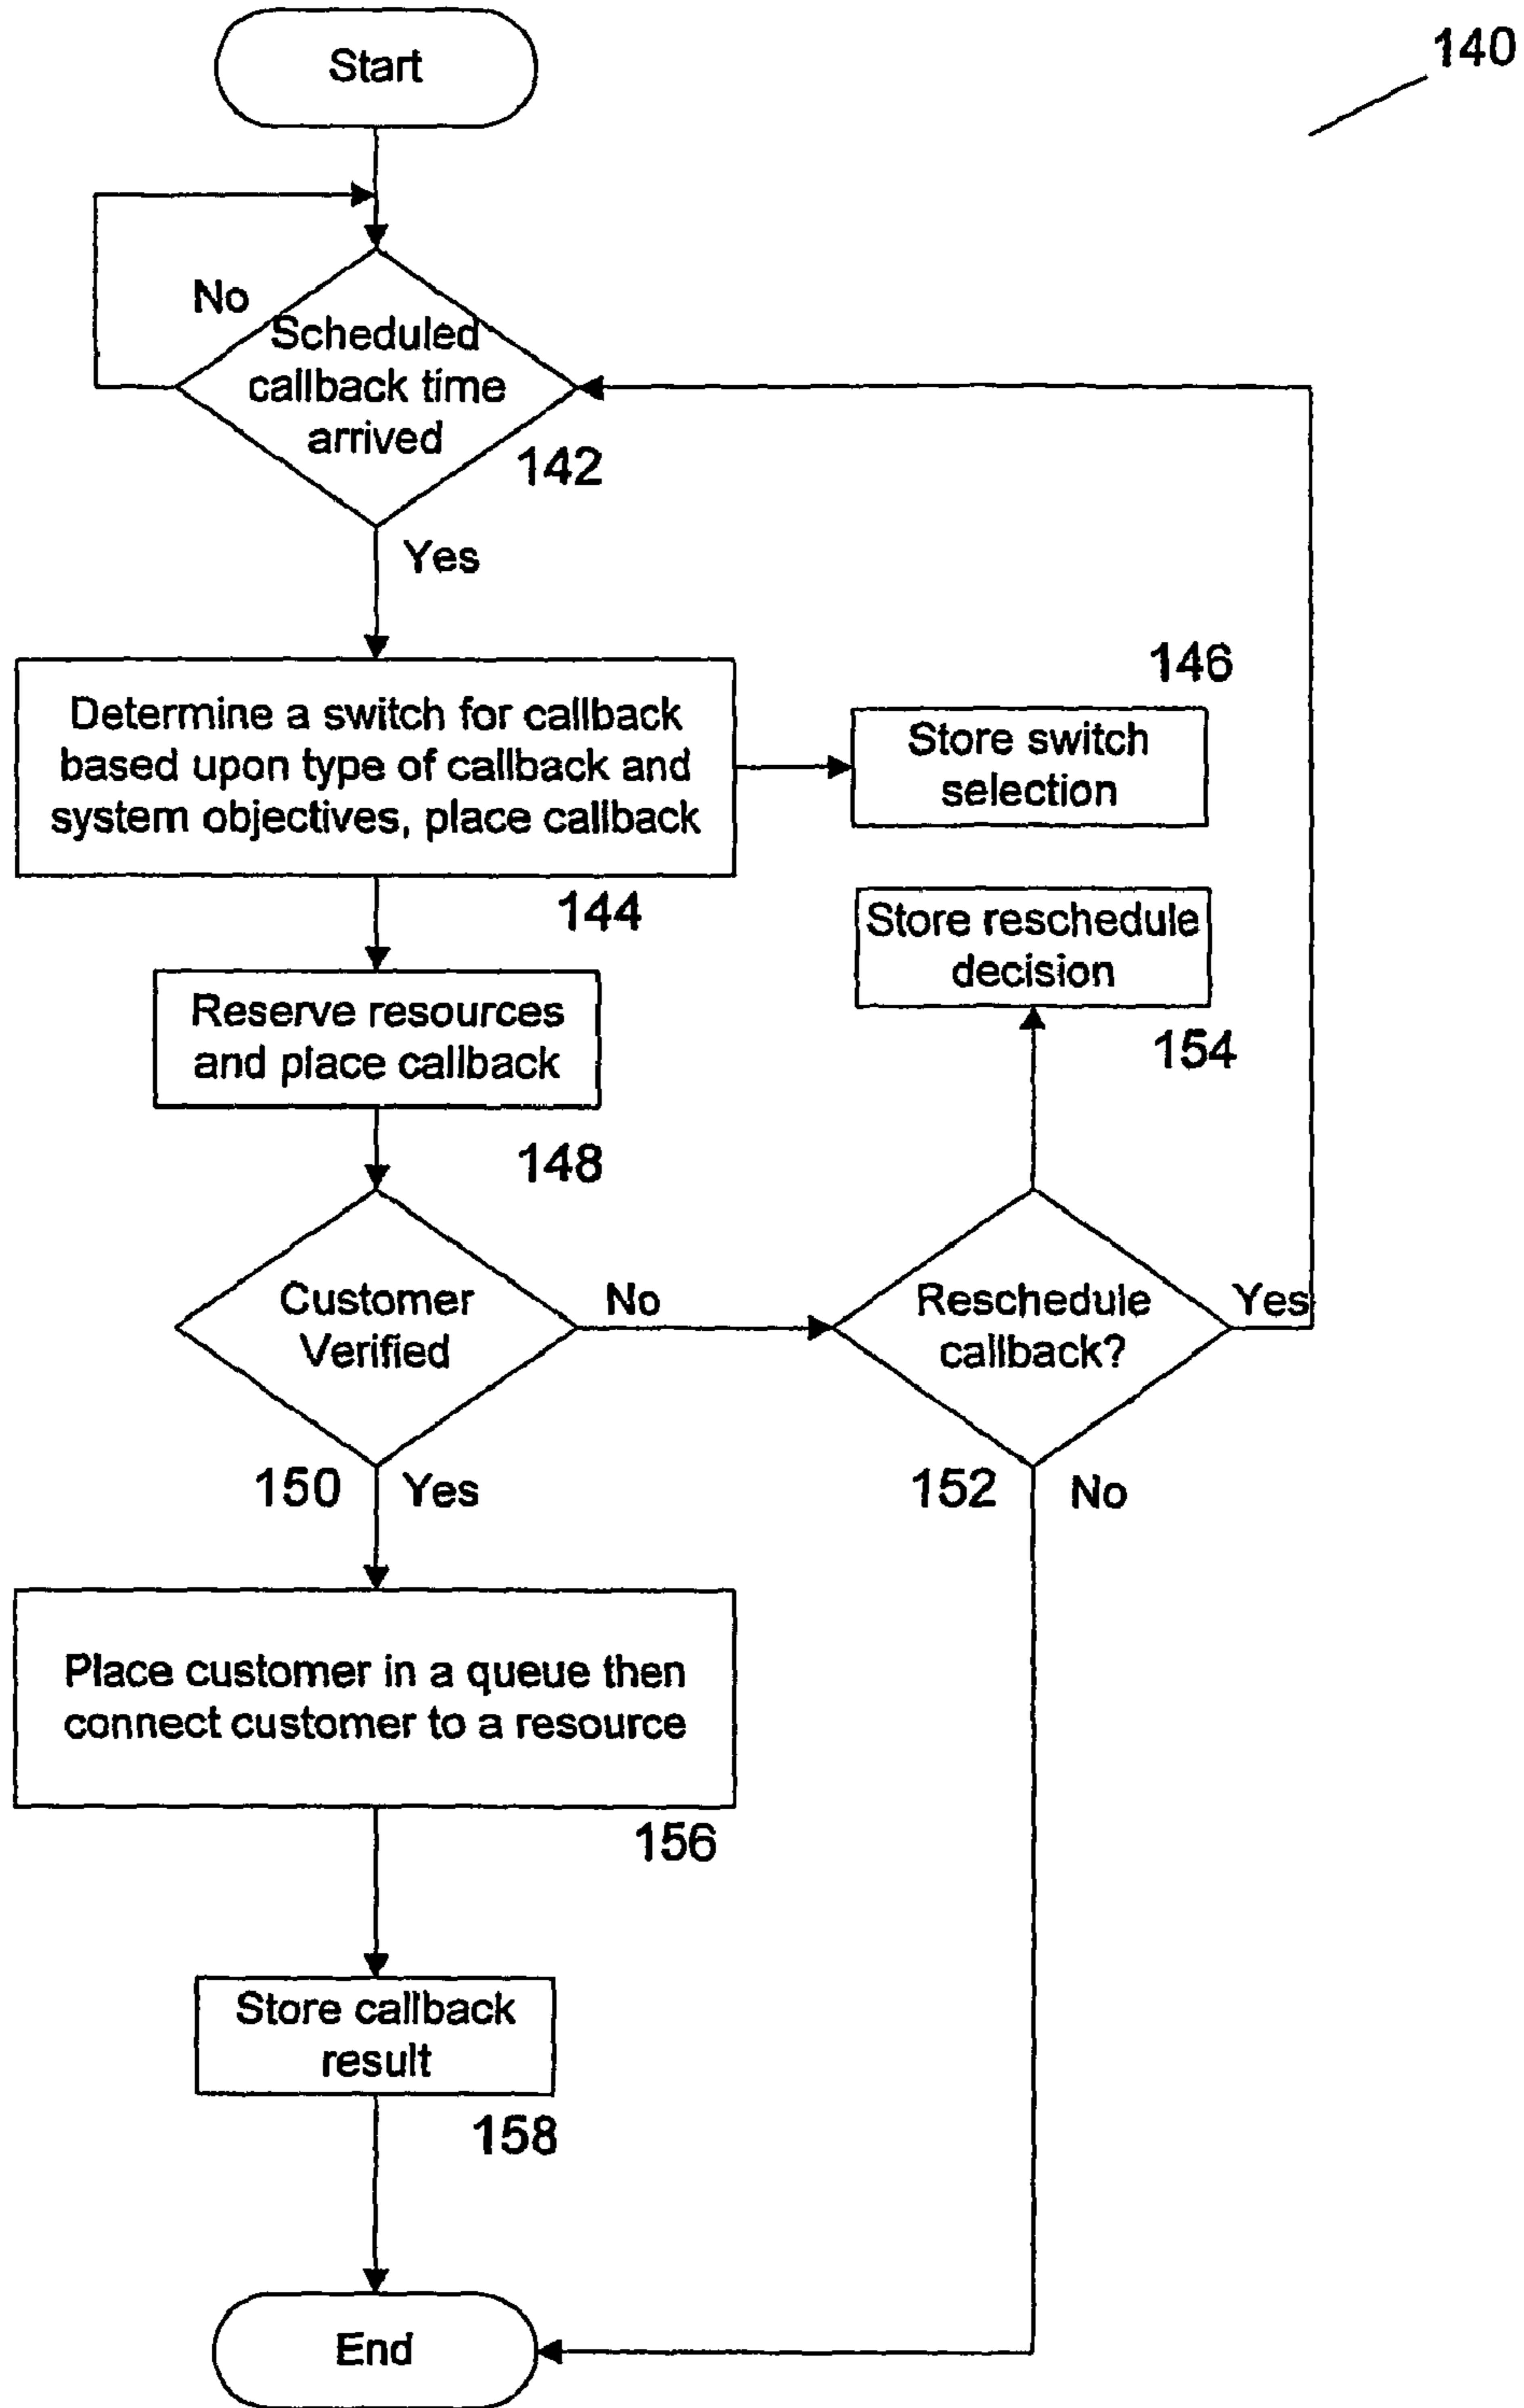 140
Start
No
Scheduled
callback time
arrived
142
Yes
Determine a switch for callback
based upon type of callback and
system objectives, place callback
144
146
Store switch
selection
Store reschedule
decision
154
Reserve resources
and place callback
148
Customer
Verified
No
Reschedule
callback?
Yes
150
Yes
152
No
Place customer in a queue then
connect customer to a resource
156
Store callback
result
158
End